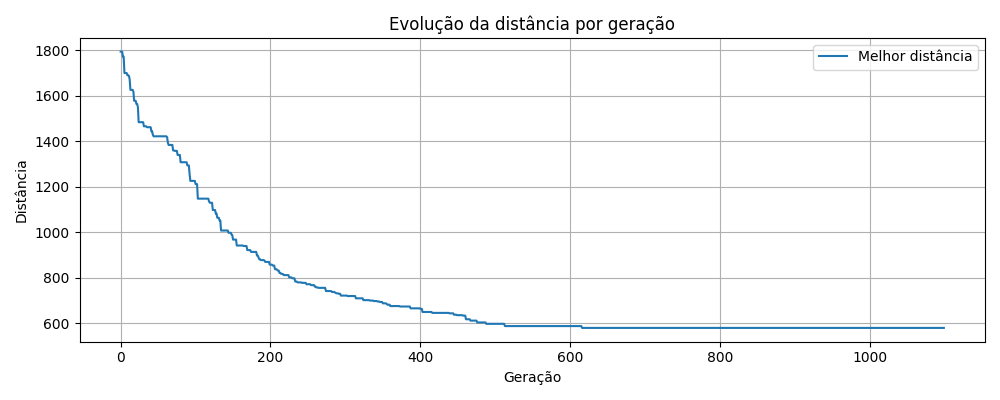 Evolução da distância por geração
Melhor distância
Distância
1800
1600
1400
1200
1000
800
600
0 200 400 600 800 1000
Geração